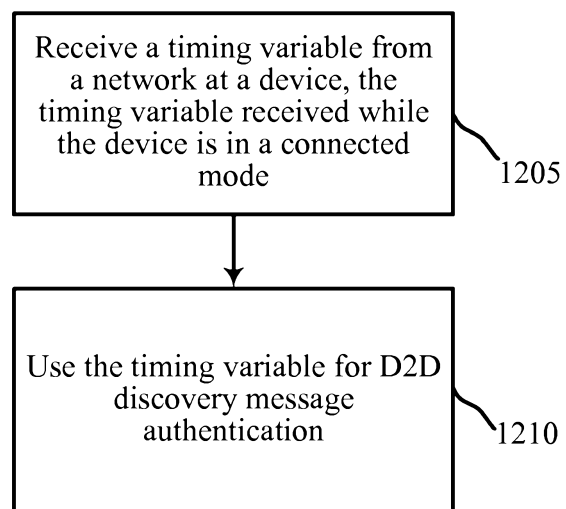 Receive a timing variable from
a network at a device, the
timing variable received while
the device is in a connected
mode
1205
Use the timing variable for D2D
discovery message
authentication
1210